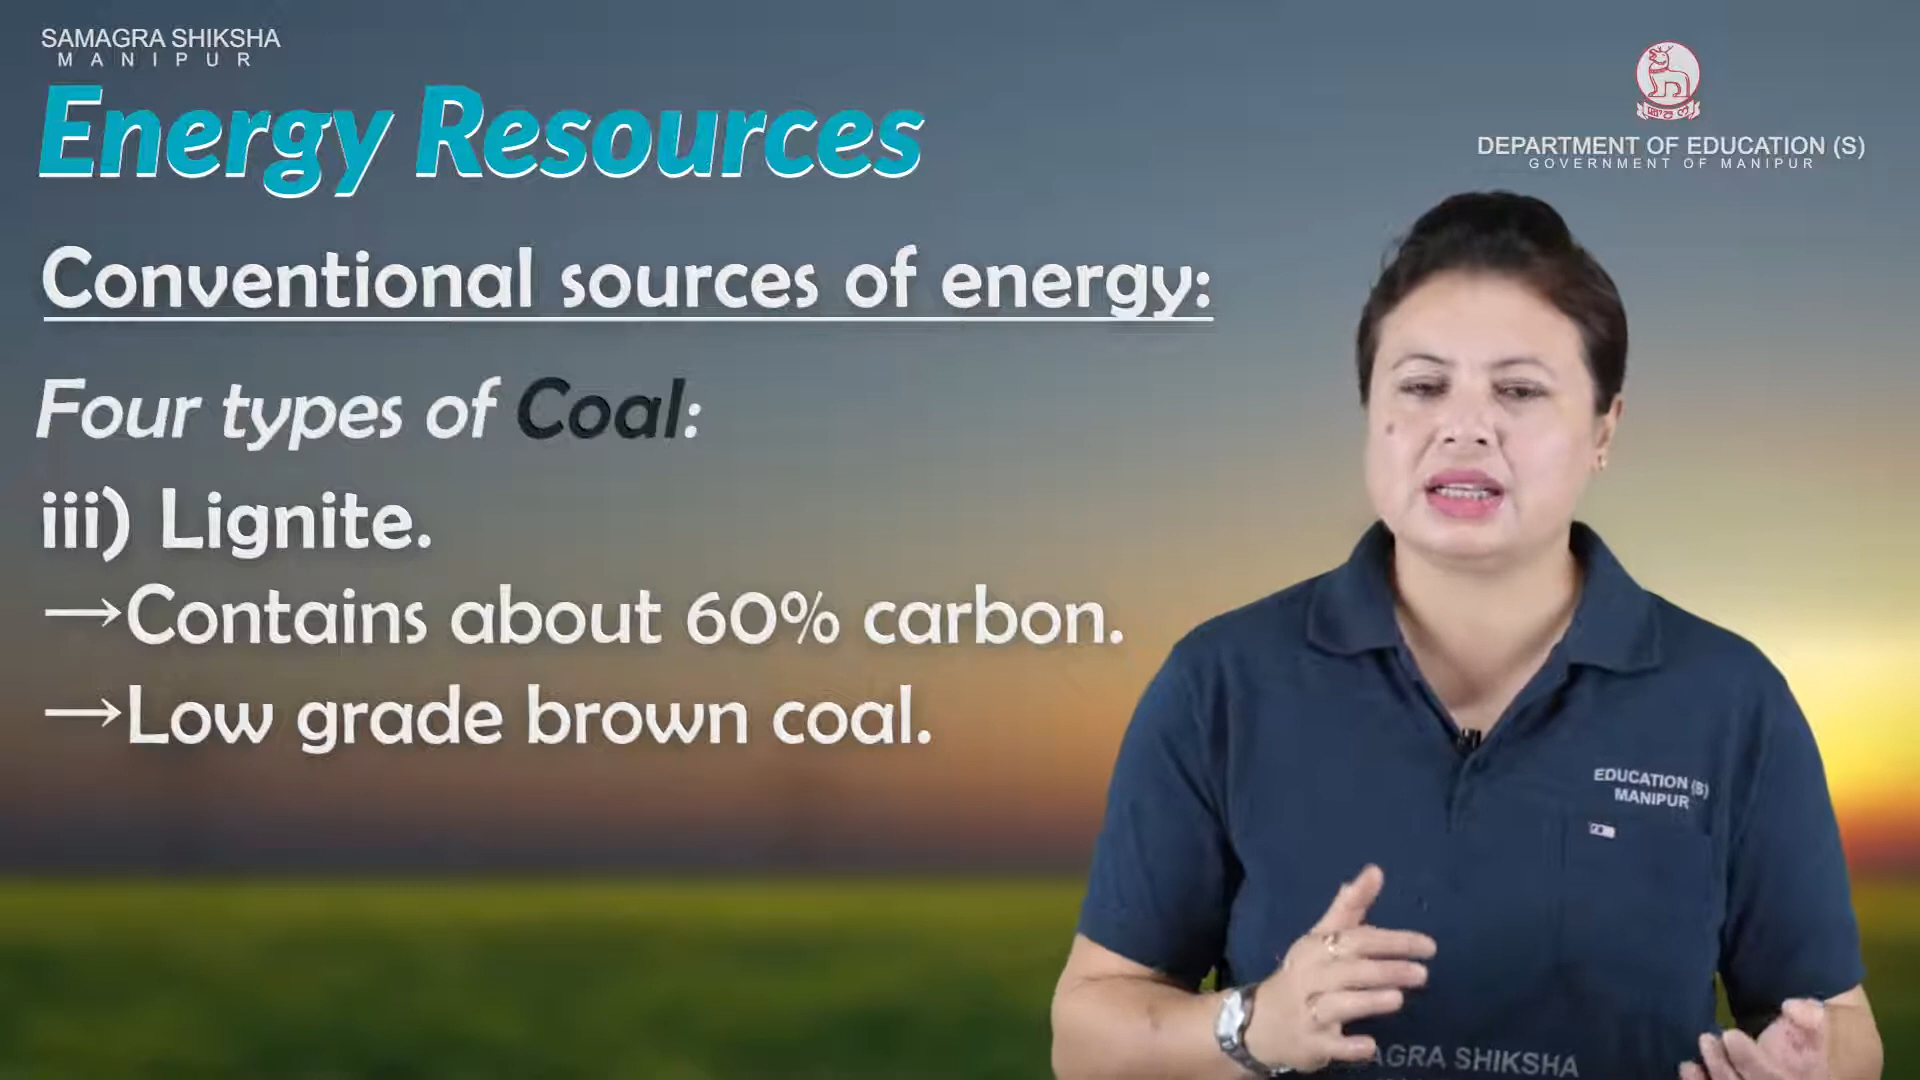 SAMAGRA SHIKSHA
MANIPUR
Energy Resources
DEPARTMENT OF EDUCATION (S)
GOVERNMENT OF MANIPUR
Conventional sources of energy:
Four types of Coal:
iii) Lignite.
→Contains about 60% carbon.
→Low grade brown coal.
EDUCATION (S)
MANIPUR
SHIKSHA